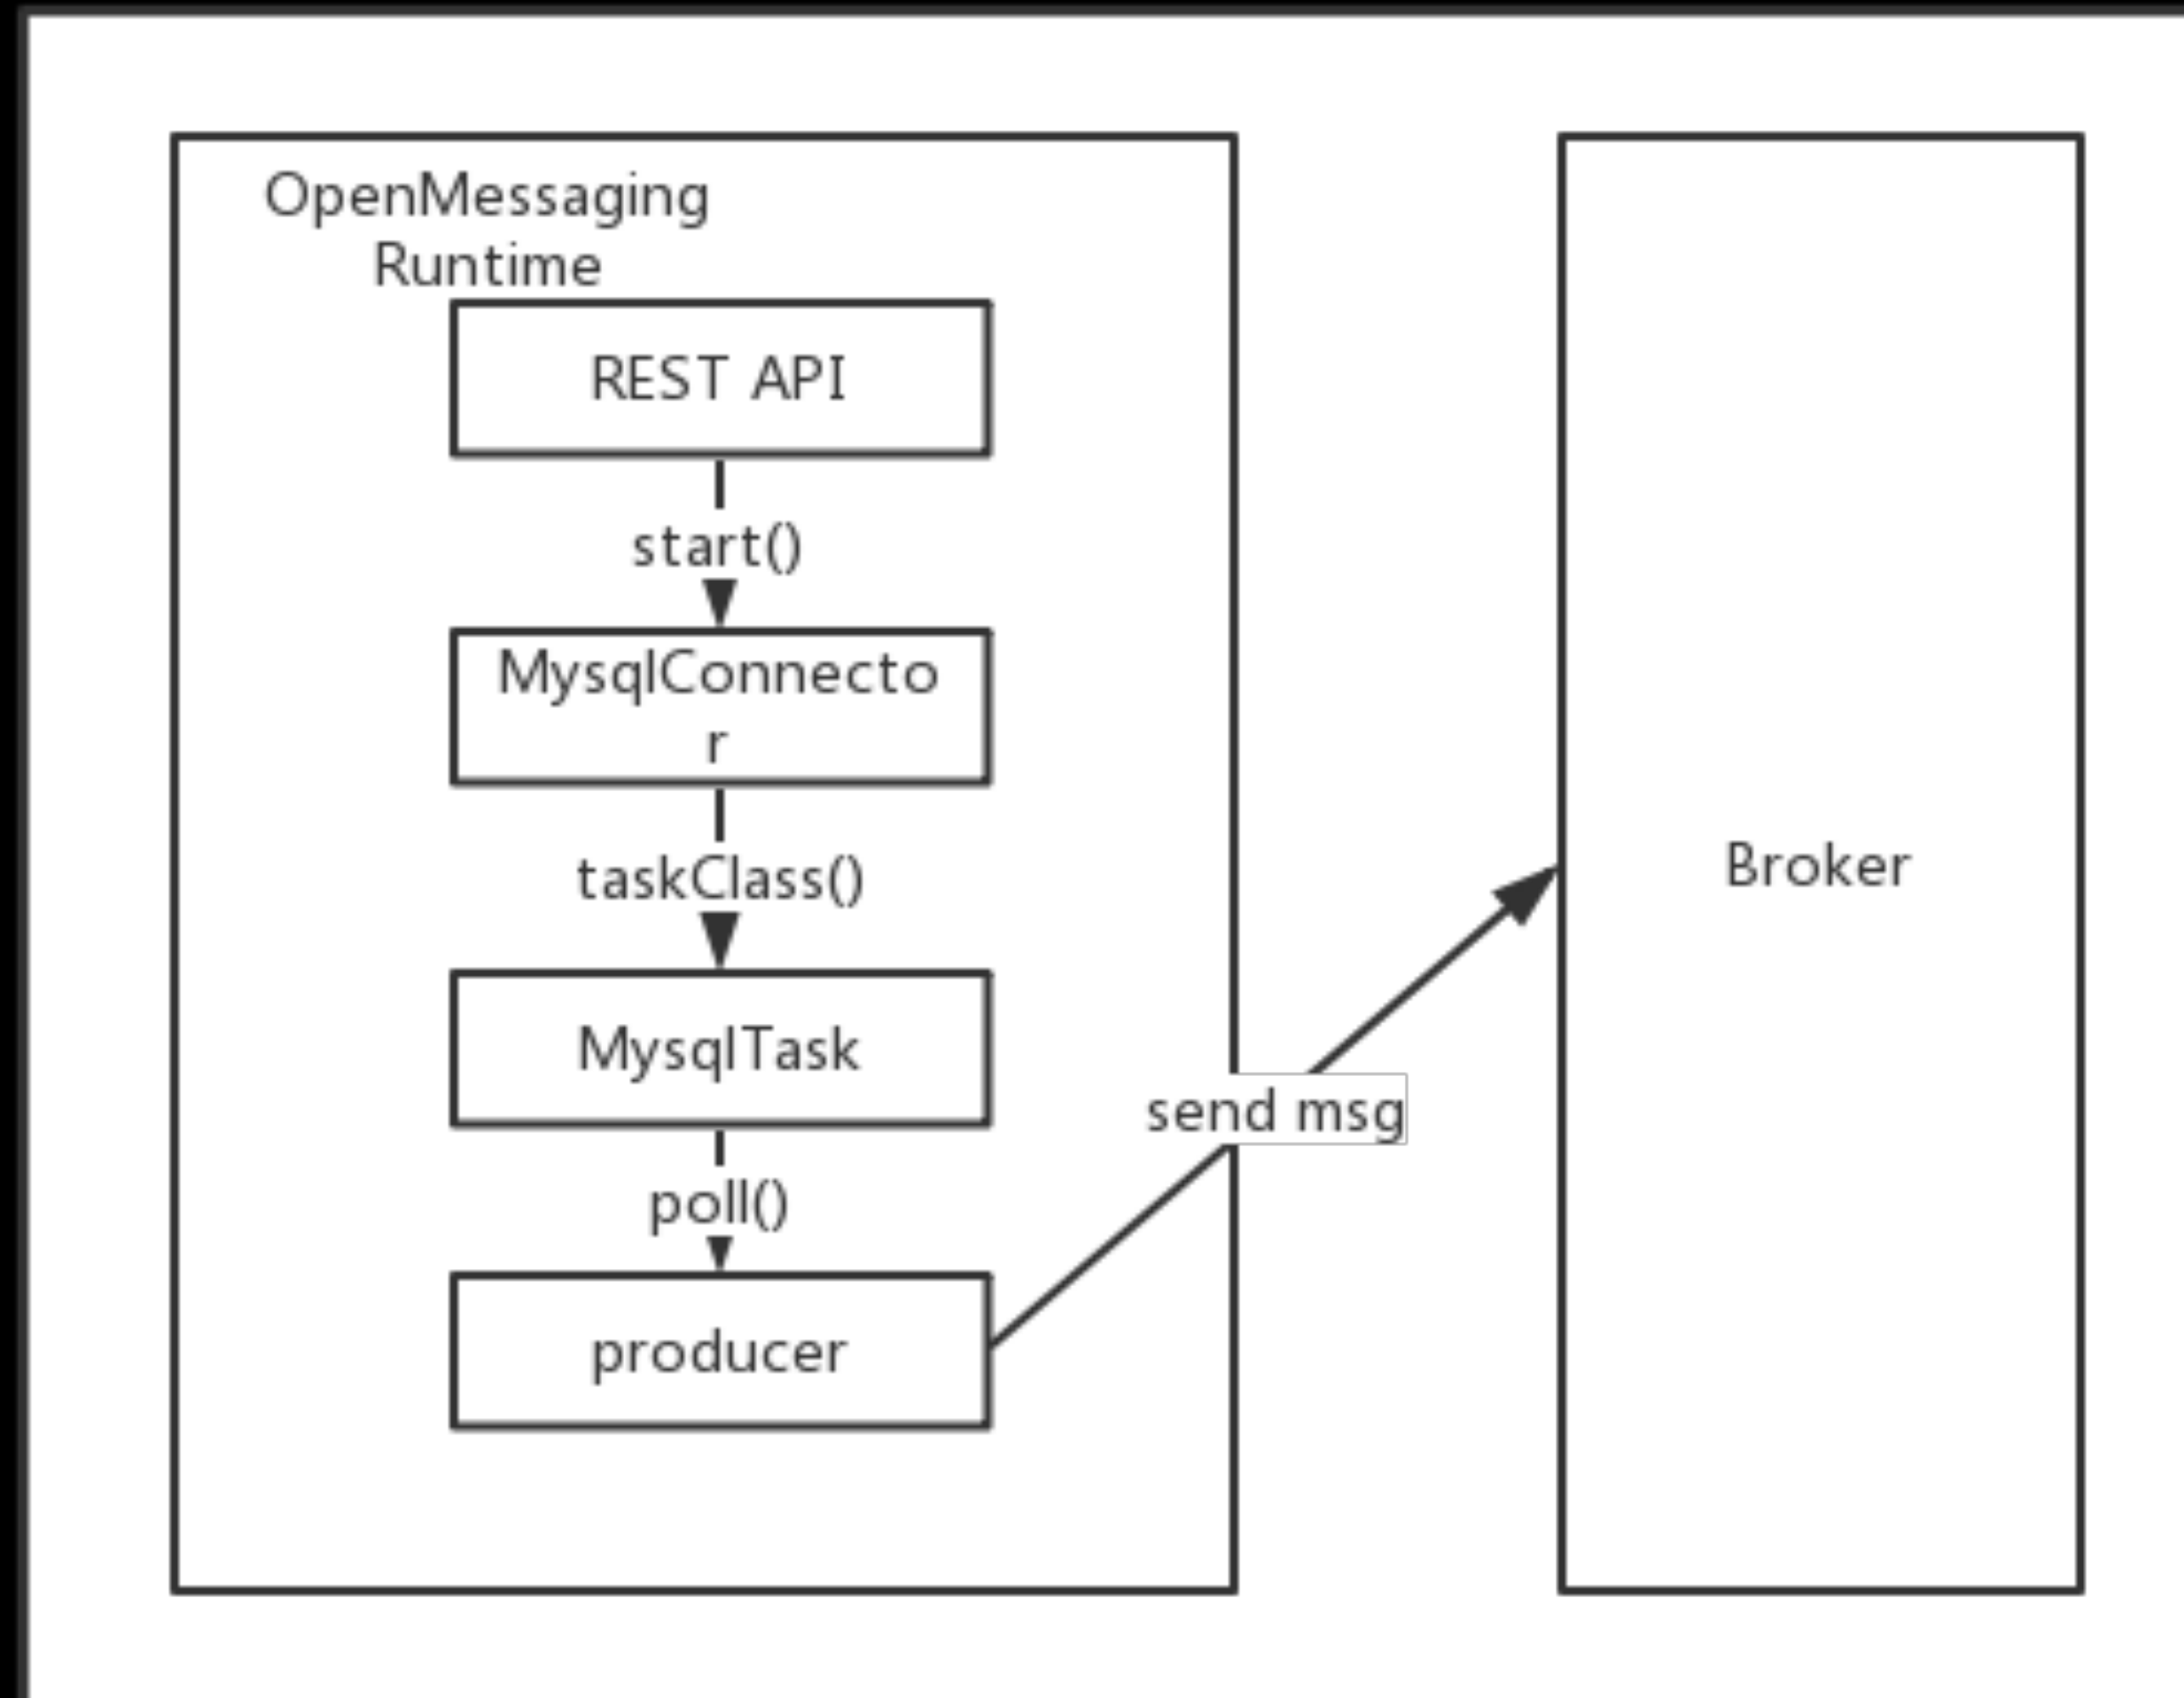 OpenMessaging
Runtime
REST API
start()
MysqlConnecto
r
taskClass()
MysqlTask
poll()
producer
send msg
Broker